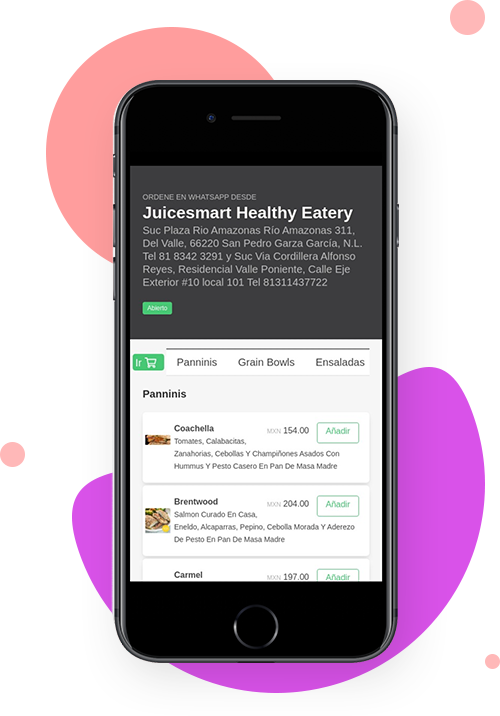 ORDENE EN WHATSAPP DESDE
Juicesmart Healthy Eatery
Suc Plaza Rio Amazonas Río Amazonas 311,
Del Valle, 66220 San Pedro Garza García, N.L.
Tel 81 8342 3291 y Suc Via Cordillera Alfonso
Reyes, Residencial Valle Poniente, Calle Eje
Exterior #10 local 101 Tel 81311437722
Abierto
Ir Panninis Grain Bowls Ensaladas
Panninis
Coachella MXN 154.00 Añadir
Tomates, Calabacitas,
Zanahorias, Cebollas Y Champiñones Asados Con
Hummus Y Pesto Casero En Pan De Masa Madre
Brentwood MXN 204.00 Añadir
Salmon Curado En Casa,
Eneldo, Alcaparras, Pepino, Cebolla Morada Y Aderezo
De Pesto En Pan De Masa Madre
Carmel MXN 197.00 Añadir